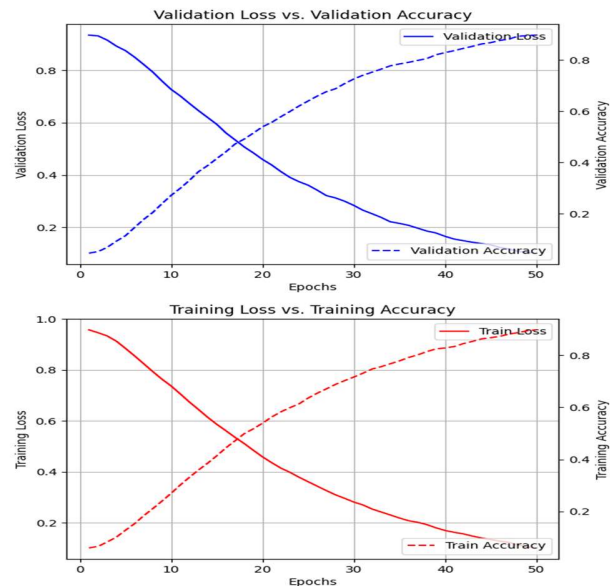 Validation Loss vs. Validation Accuracy
Validation Loss
Validation Accuracy
0.8
0.6
0.4
0.2
0.8
0.6
0.4
0.2
Validation Loss
Validation Accuracy
0
10
20
30
40
50
Epochs
Training Loss vs. Training Accuracy
Training Loss
Training Accuracy
1.0
0.8
0.6
0.4
0.2
0.8
0.6
0.4
0.2
Train Loss
Train Accuracy
0
10
20
30
40
50
Epochs